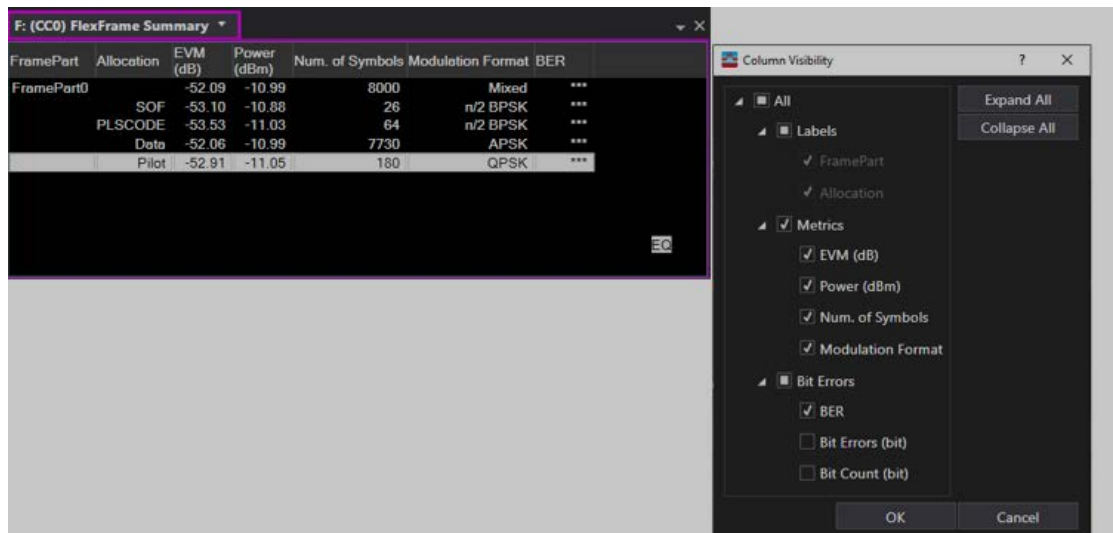 F: (CC0) FlexFrame Summary
FramePart Allocation EVM (dB) Power (dBm) Num. of Symbols Modulation Format BER
FramePart0 -52.09 -10.99 8000 Mixed ***
SOF -53.10 -10.88 26 π/2 BPSK ***
PLSCODE -53.53 -11.03 64 π/2 BPSK ***
Data -52.06 -10.99 7730 APSK ***
Pilot -52.91 -11.05 180 QPSK ***
EQ
Column Visibility ? ×
All
Labels
FramePart
Allocation
Metrics
EVM (dB)
Power (dBm)
Num. of Symbols
Modulation Format
Bit Errors
BER
Bit Errors (bit)
Bit Count (bit)
Expand All
Collapse All
OK Cancel